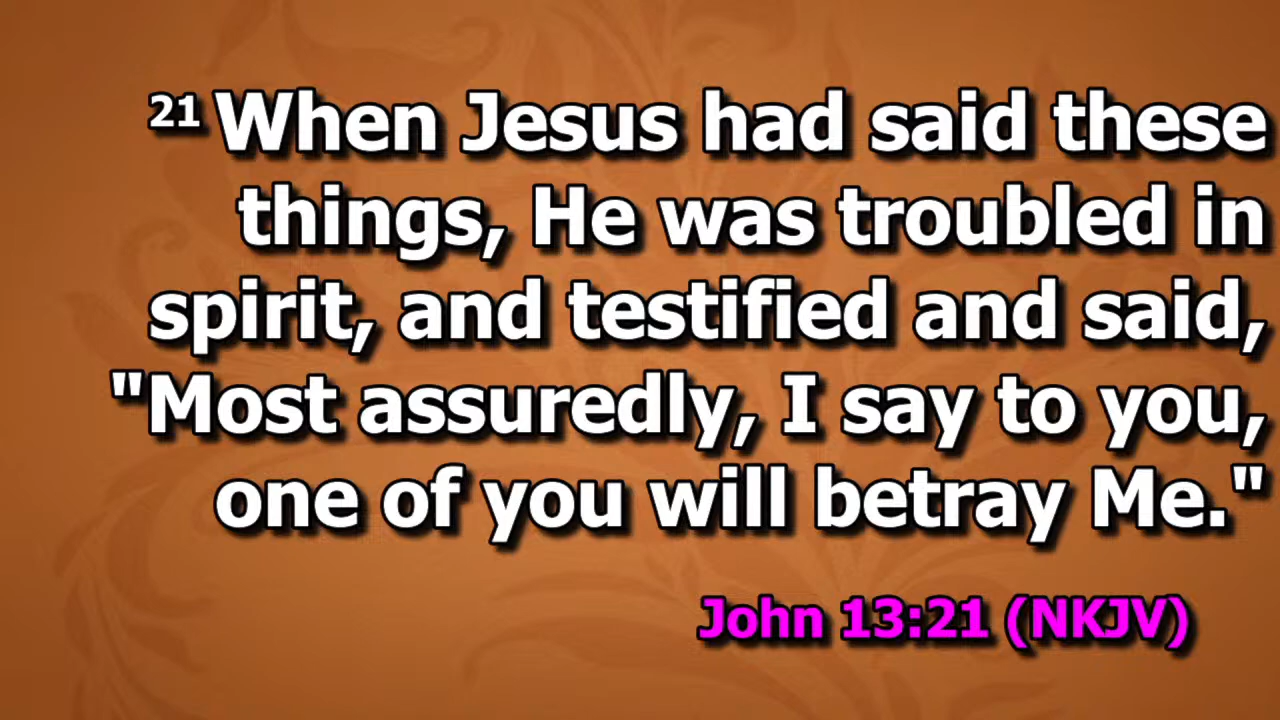 21 When Jesus had said these
things, He was troubled in
spirit, and testified and said,
"Most assuredly, I say to you,
one of you will betray Me."
John 13:21 (NKJV)